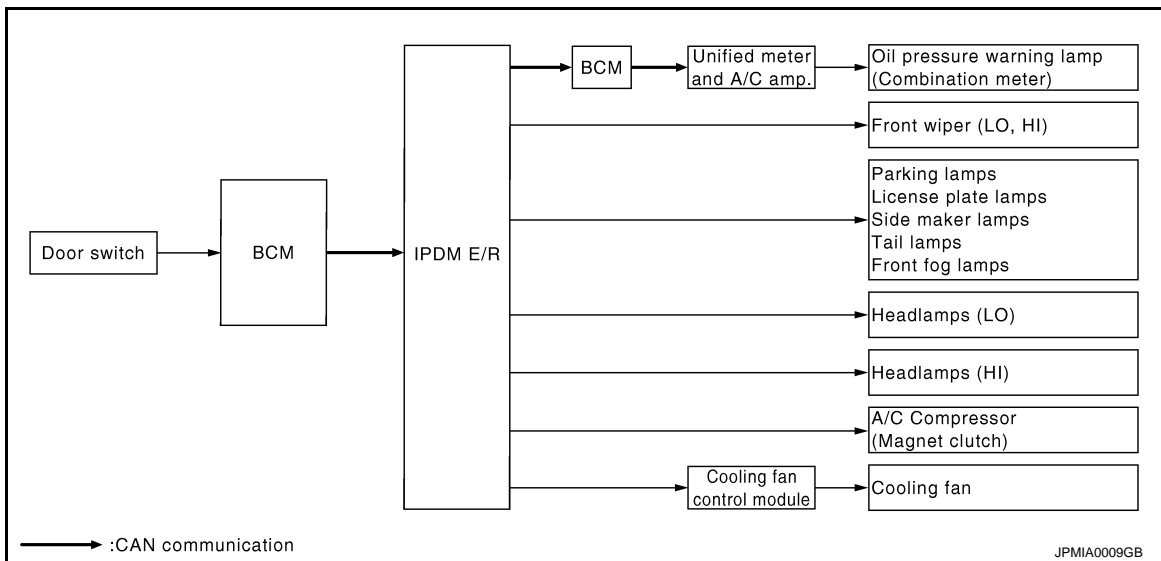 Door switch
BCM
IPDM E/R
BCM
Unified meter
and A/C amp.
Oil pressure warning lamp
(Combination meter)
Front wiper (LO, HI)
Parking lamps
License plate lamps
Side maker lamps
Tail lamps
Front fog lamps
Headlamps (LO)
Headlamps (HI)
A/C Compressor
(Magnet clutch)
Cooling fan
control module
Cooling fan
:CAN communication
JPMIA0009GB